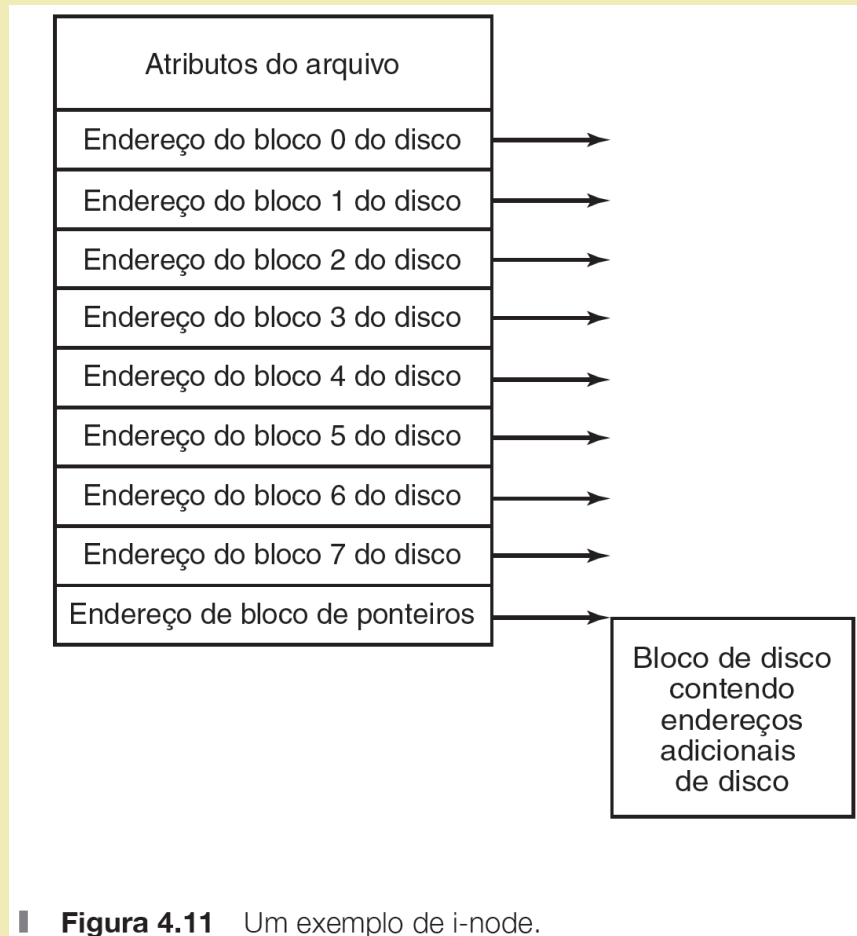 Atributos do arquivo
Endereço do bloco 0 do disco
Endereço do bloco 1 do disco
Endereço do bloco 2 do disco
Endereço do bloco 3 do disco
Endereço do bloco 4 do disco
Endereço do bloco 5 do disco
Endereço do bloco 6 do disco
Endereço do bloco 7 do disco
Endereço de bloco de ponteiros
Bloco de disco
contendo
endereços
adicionais
de disco
Figura 4.11 Um exemplo de i-node.